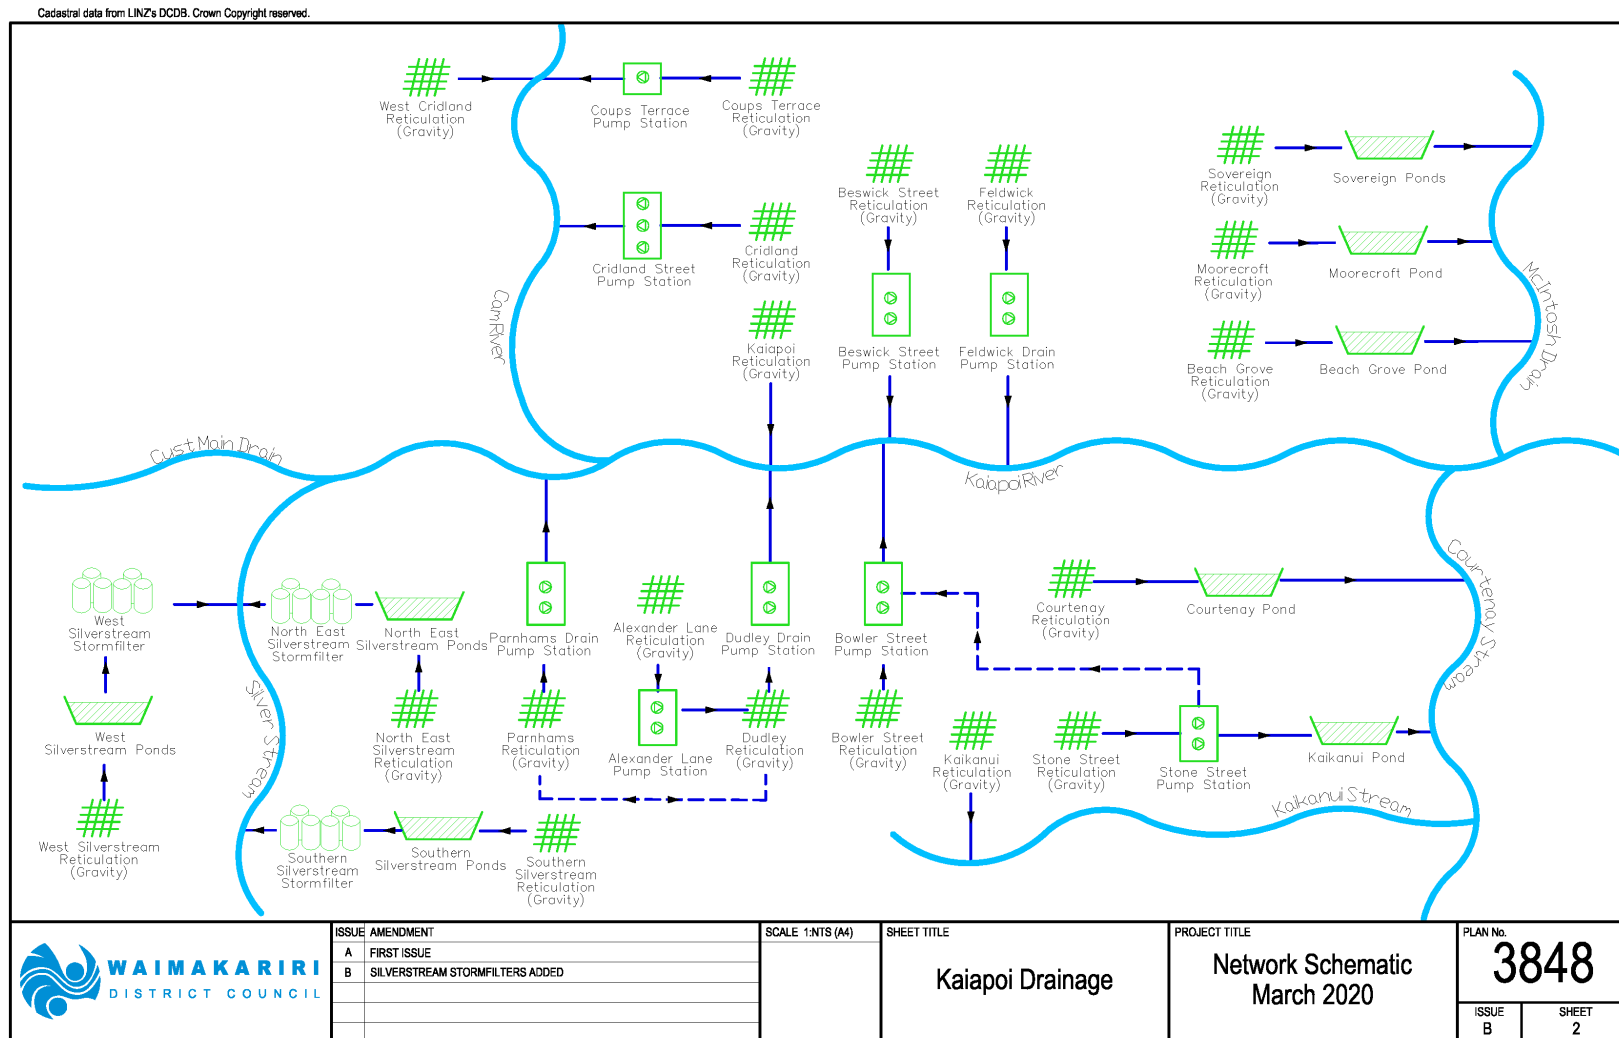 Cadastral data from LINZ's DCDB. Crown Copyright reserved.
West Cridland
Reticulation
(Gravity)
Coups Terrace
Pump Station
Coups Terrace
Reticulation
(Gravity)
Cridland Street
Pump Station
Cridland
Reticulation
(Gravity)
Kaiapoi
Reticulation
(Gravity)
Beswick Street
Reticulation
(Gravity)
Feldwick
Reticulation
(Gravity)
Beswick Street
Pump Station
Feldwick Drain
Pump Station
Sovereign
Reticulation
(Gravity)
Sovereign Ponds
Moorecroft
Reticulation
(Gravity)
Moorecroft Pond
Beach Grove
Reticulation
(Gravity)
Beach Grove Pond
McIntosh Drain
Cam River
Cust Main Drain
Kaiapoi River
West
Silverstream
Stormfilter
North East
Silverstream
Stormfilter
North East
Silverstream Ponds
Parnhams Drain
Pump Station
Alexander Lane
Reticulation
(Gravity)
Dudley Drain
Pump Station
Bowler Street
Pump Station
Courtenay
Reticulation
(Gravity)
Courtenay Pond
Courtenay Stream
West
Silverstream Ponds
Silver Stream
North East
Silverstream
Reticulation
(Gravity)
Parnhams
Reticulation
(Gravity)
Alexander Lane
Pump Station
Dudley
Reticulation
(Gravity)
Bowler Street
Reticulation
(Gravity)
Kaikanui
Reticulation
(Gravity)
Stone Street
Reticulation
(Gravity)
Stone Street
Pump Station
Kaikanui Pond
Kaikanui Stream
West Silverstream
Reticulation
(Gravity)
Southern
Silverstream
Stormfilter
Southern
Silverstream Ponds
Southern
Silverstream
Reticulation
(Gravity)
WAIMAKARIRI
DISTRICT COUNCIL
ISSUE AMENDMENT
A FIRST ISSUE
B SILVERSTREAM STORMFILTERS ADDED
SCALE 1:NTS (A4)
SHEET TITLE
Kaiapoi Drainage
PROJECT TITLE
Network Schematic
March 2020
PLAN No.
3848
ISSUE
B
SHEET
2